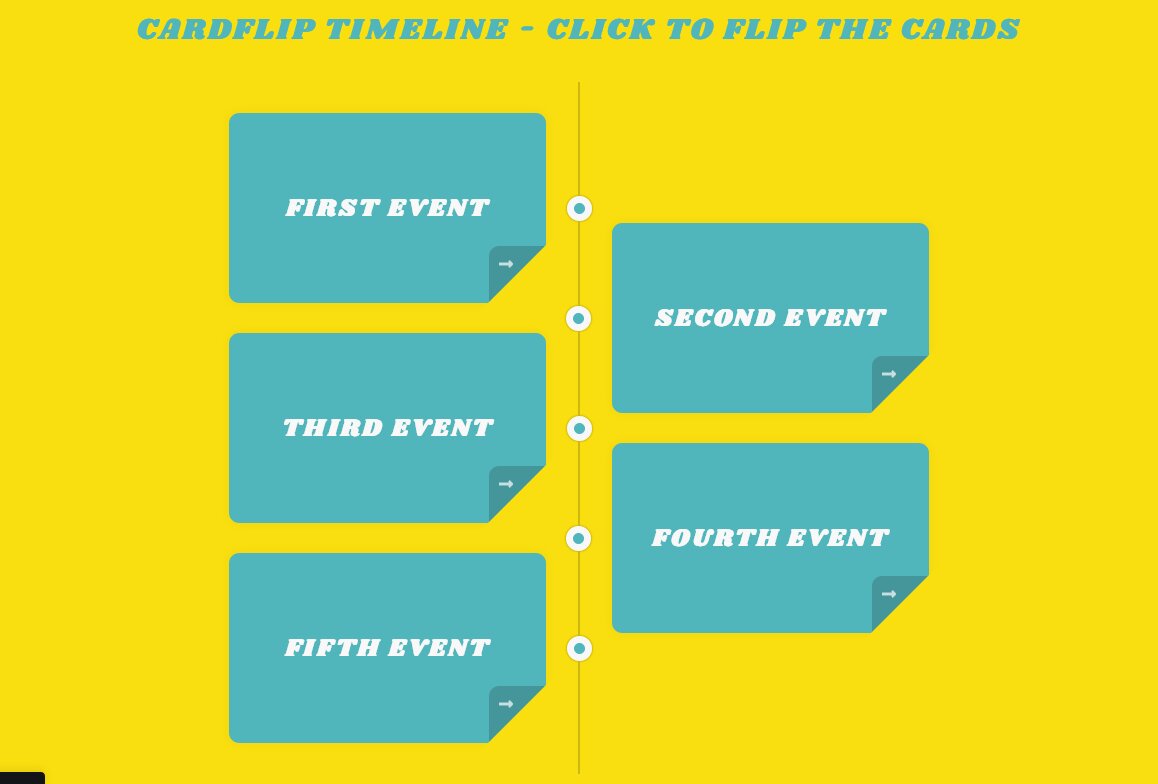 CARDFLIP TIMELINE - CLICK TO FLIP THE CARDS
FIRST EVENT
SECOND EVENT
THIRD EVENT
FOURTH EVENT
FIFTH EVENT